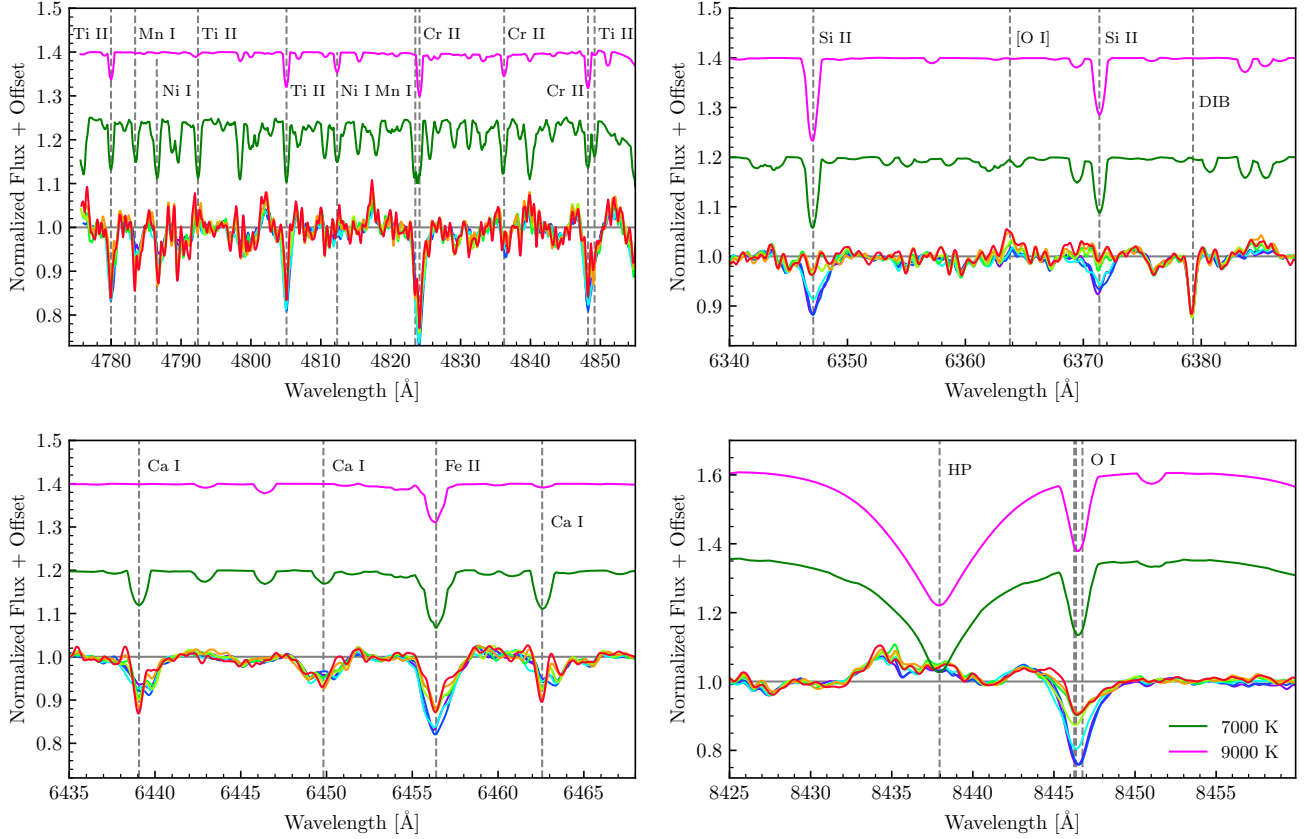 Normalized Flux + Offset
1.5
1.4
1.3
1.2
1.1
1.0
0.9
0.8
Ti II
Mn I
Ti II
Cr II
Cr II
Ti II
Ni I
Ti II
Ni I
Mn I
Cr II
4780 4790 4800 4810 4820 4830 4840 4850
Wavelength [Å]
Normalized Flux + Offset
1.5
1.4
1.3
1.2
1.1
1.0
0.9
Si II
[O I]
Si II
DIB
6340 6350 6360 6370 6380
Wavelength [Å]
Normalized Flux + Offset
1.5
1.4
1.3
1.2
1.1
1.0
0.9
0.8
Ca I
Ca I
Fe II
Ca I
6435 6440 6445 6450 6455 6460 6465
Wavelength [Å]
Normalized Flux + Offset
1.6
1.4
1.2
1.0
0.8
HP
O I
7000 K
9000 K
8425 8430 8435 8440 8445 8450 8455
Wavelength [Å]